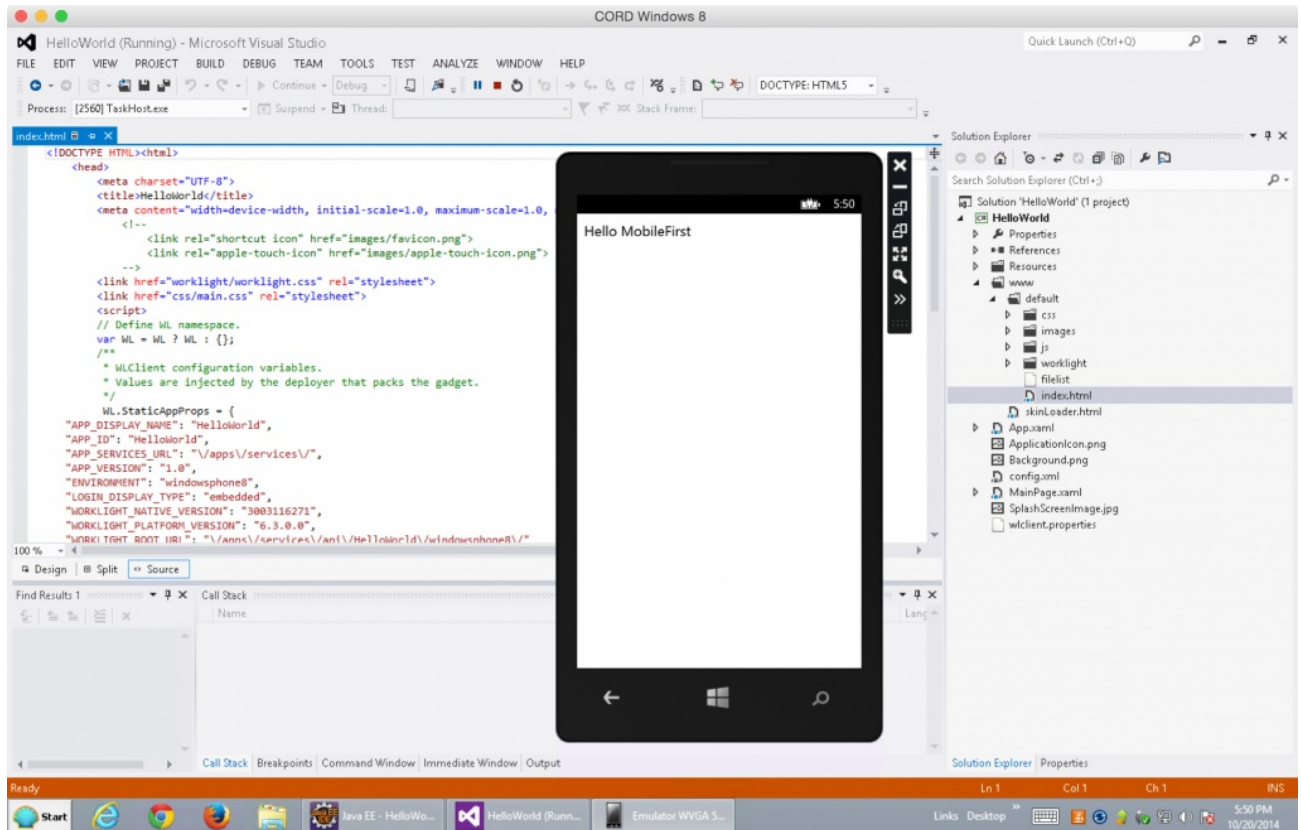 CORD Windows 8
HelloWorld (Running) - Microsoft Visual Studio
Quick Launch (Ctrl+Q)
FILE EDIT VIEW PROJECT BUILD DEBUG TEAM TOOLS TEST ANALYZE WINDOW HELP
Continue Debug DOCTYPE: HTML5
Process: [2560] TaskHost.exe Suspend Thread: Stack Frame:
index.html
<!DOCTYPE HTML><html>
<head>
<meta charset="UTF-8">
<title>HelloWorld</title>
<meta content="width=device-width, initial-scale=1.0, maximum-scale=1.0,
<!--
<link rel="shortcut icon" href="images/favicon.png">
<link rel="apple-touch-icon" href="images/apple-touch-icon.png">
-->
<link href="worklight/worklight.css" rel="stylesheet">
<link href="css/main.css" rel="stylesheet">
<script>
// Define WL namespace.
var WL = WL ? WL : {};
/**
* WLClient configuration variables.
* Values are injected by the deployer that packs the gadget.
*/
WL.StaticAppProps = {
"APP_DISPLAY_NAME": "HelloWorld",
"APP_ID": "HelloWorld",
"APP_SERVICES_URL": "\/apps\/services\/",
"APP_VERSION": "1.0",
"ENVIRONMENT": "windowsphone8",
"LOGIN_DISPLAY_TYPE": "embedded",
"WORKLIGHT_NATIVE_VERSION": "3003116271",
"WORKLIGHT_PLATFORM_VERSION": "6.3.0.0",
"WORKLIGHT_ROOT_URL": "\/apps\/services\/api\/HelloWorld\/windowsphone8\/"
100 %
Design Split Source
5:50
Hello MobileFirst
Solution Explorer
Search Solution Explorer (Ctrl+;)
Solution 'HelloWorld' (1 project)
HelloWorld
Properties
References
Resources
www
default
css
images
js
worklight
filelist
index.html
skinLoader.html
App.xaml
ApplicationIcon.png
Background.png
config.xml
MainPage.xaml
SplashScreenImage.jpg
wlclient.properties
Find Results 1
Call Stack
Name
Lang
Call Stack Breakpoints Command Window Immediate Window Output
Solution Explorer Properties
Ready
Ln 1 Col 1 Ch 1 INS
Start
Java EE - HelloWo...
HelloWorld (Runn...
Emulator WVGA 5...
Links Desktop
5:50 PM
10/20/2014